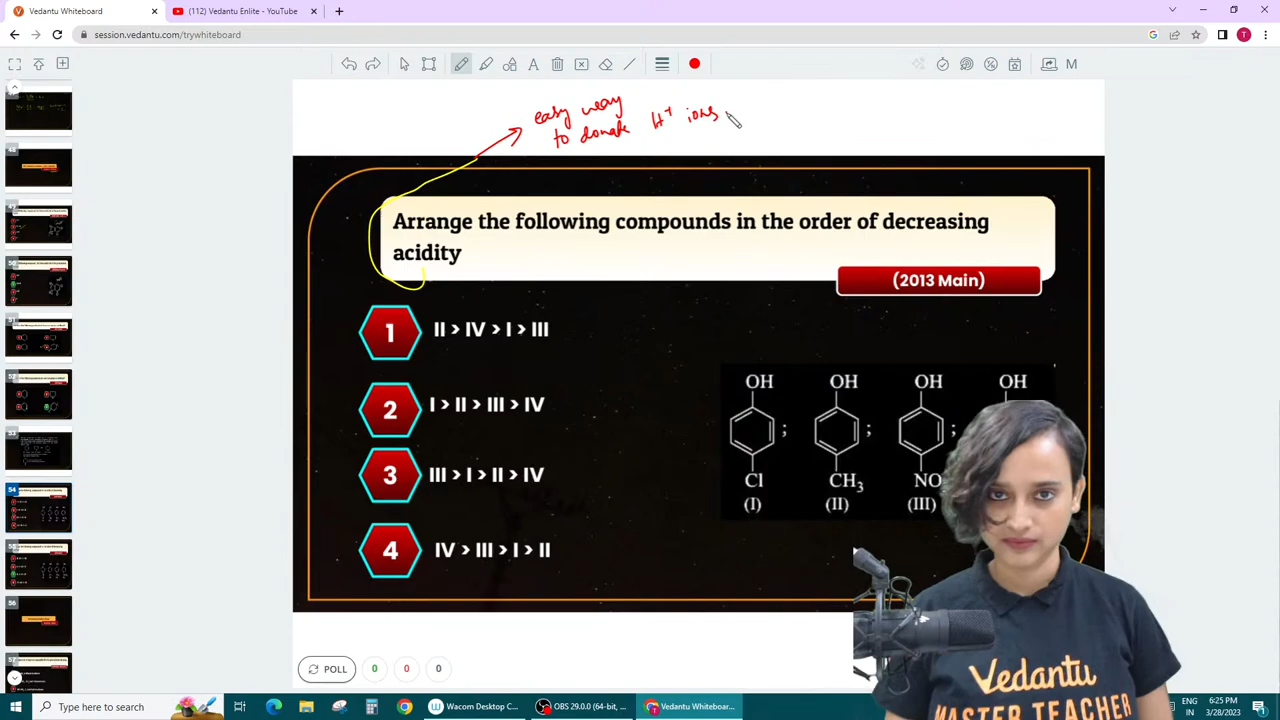 Vedantu Whiteboard
(112) Vedantu Enlite - YouTube
session.vedantu.com/trywhiteboard
T
A
M
easy way
to donate H⁺ ions
Arrange the following compounds in the order of decreasing
acidity
(2013 Main)
1 II > IV > I > III
2 I > II > III > IV
3 III > I > II > IV
4 IV > III > I > II
OH OH OH OH
; ; ;
Cl CH₃ NO
(I) (II) (III)
48
51
54
56
POLL 0 0 0
Vedantu
MASTER TEACHER
Type here to search
Wacom Desktop C...
OBS 29.0.0 (64-bit, ...
Vedantu Whiteboar...
ENG
IN
6:25 PM
3/28/2023